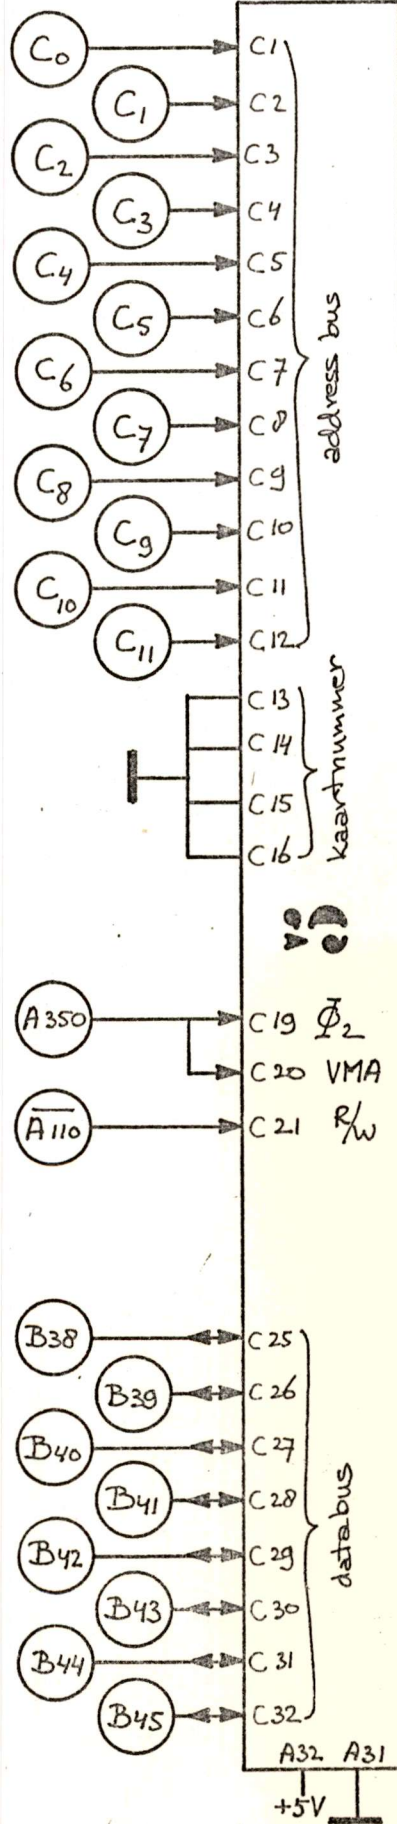 C₀ C1
C₁ C2
C₂ C3
C₃ C4
C₄ C5
C₅ C6
C₆ C7
C₇ C8
C₈ C9
C₉ C10
C₁₀ C11
C₁₁ C12
address bus
C13
C14
C15
C16
kaartnummer
A350 C19 Φ₂
C20 VMA
A̅1̅1̅0̅ C21 R/W
B38 C25
B39 C26
B40 C27
B41 C28
B42 C29
B43 C30
B44 C31
B45 C32
databus
A32 A31
+5V